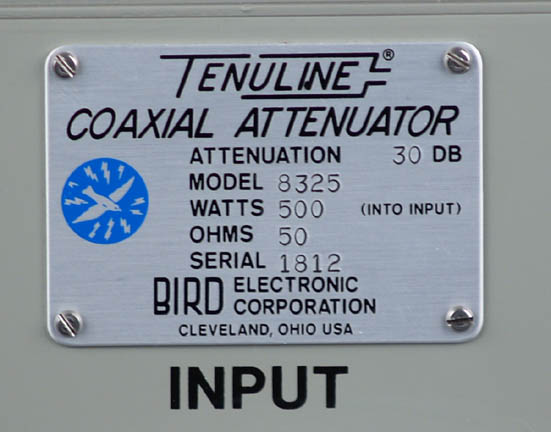 TENULINE®
COAXIAL ATTENUATOR
ATTENUATION 30 DB
MODEL 8325
WATTS 500 (INTO INPUT)
OHMS 50
SERIAL 1812
BIRD ELECTRONIC CORPORATION
CLEVELAND, OHIO USA
INPUT